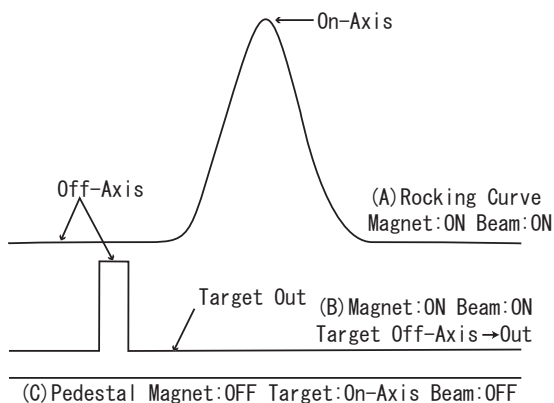 On-Axis
Off-Axis
(A)Rocking Curve
Magnet:ON Beam:ON
Target Out
(B)Magnet:ON Beam:ON
Target Off-Axis→Out
(C)Pedestal Magnet:OFF Target:On-Axis Beam:OFF